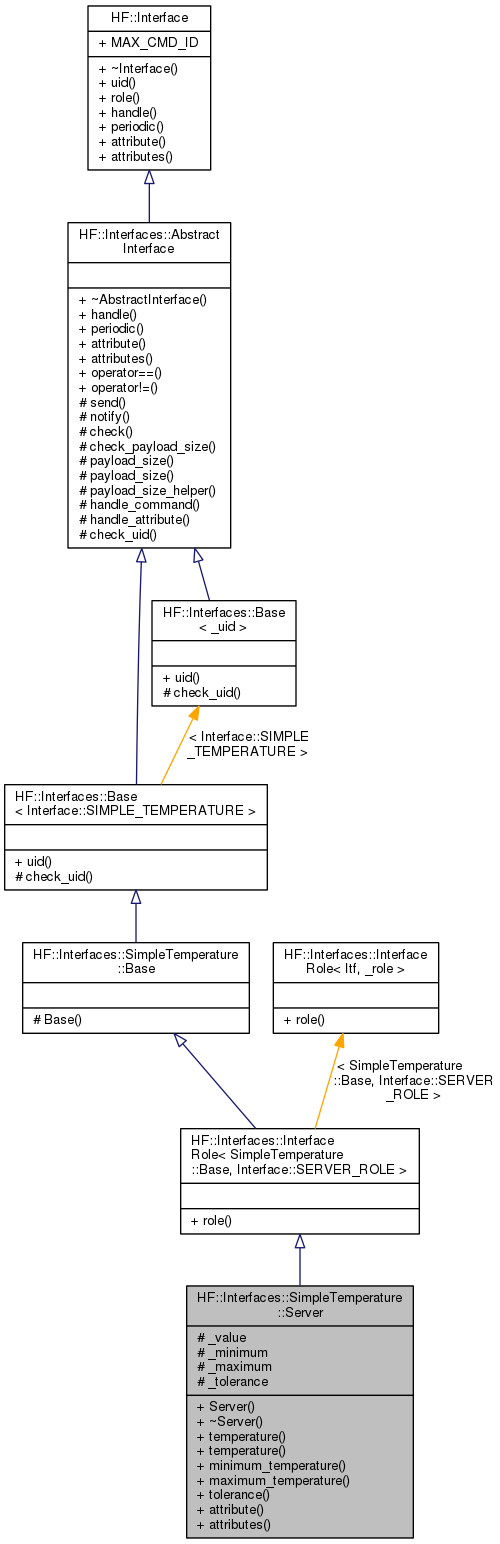 HF::Interface
+ MAX_CMD_ID
+ ~Interface()
+ uid()
+ role()
+ handle()
+ periodic()
+ attribute()
+ attributes()
HF::Interfaces::Abstract
Interface
+ ~AbstractInterface()
+ handle()
+ periodic()
+ attribute()
+ attributes()
+ operator==()
+ operator!=()
# send()
# notify()
# check()
# check_payload_size()
# payload_size()
# payload_size()
# payload_size_helper()
# handle_command()
# handle_attribute()
# check_uid()
HF::Interfaces::Base
< _uid >
+ uid()
# check_uid()
< Interface::SIMPLE
_TEMPERATURE >
HF::Interfaces::Base
< Interface::SIMPLE_TEMPERATURE >
+ uid()
# check_uid()
HF::Interfaces::SimpleTemperature
::Base
# Base()
HF::Interfaces::Interface
Role< Itf, _role >
+ role()
< SimpleTemperature
::Base, Interface::SERVER
_ROLE >
HF::Interfaces::Interface
Role< SimpleTemperature
::Base, Interface::SERVER_ROLE >
+ role()
HF::Interfaces::SimpleTemperature
::Server
# _value
# _minimum
# _maximum
# _tolerance
+ Server()
+ ~Server()
+ temperature()
+ temperature()
+ minimum_temperature()
+ maximum_temperature()
+ tolerance()
+ attribute()
+ attributes()